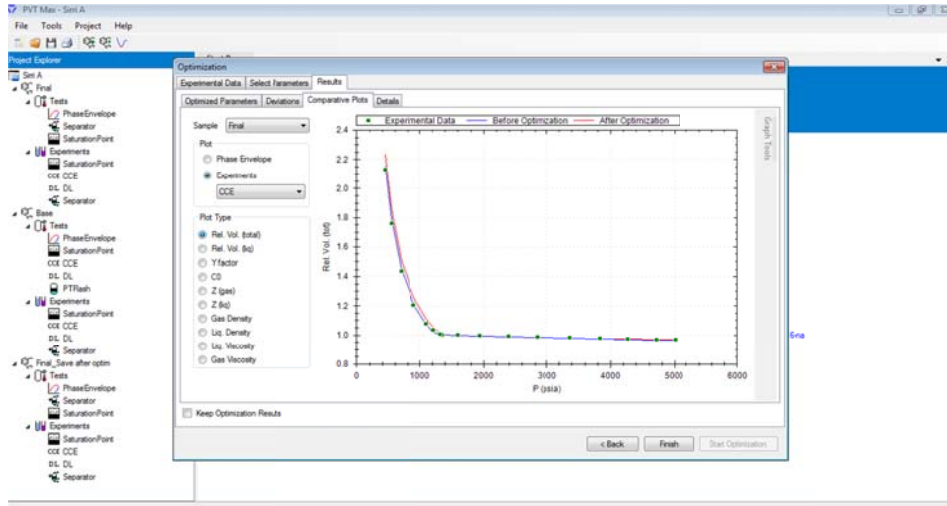 PVT Max - Simi A
File Tools Project Help
Project Explorer
Simi A
Final
Tests
PhaseEnvelope
Separator
SaturationPoint
Experiments
SaturationPoint
CCE CCE
DL DL
Separator
Base
Tests
PhaseEnvelope
SaturationPoint
CCE CCE
DL DL
PTFlash
Experiments
SaturationPoint
CCE CCE
DL DL
Separator
Final_Save after optim
Tests
PhaseEnvelope
Separator
SaturationPoint
Experiments
SaturationPoint
CCE CCE
DL DL
Separator
Optimization
Experimental Data Select Parameters Results
Optimized Parameters Deviations Comparative Plots Details
Sample Final
Plot
Phase Envelope
Experiments
CCE
Plot Type
Rel. Vol. (total)
Rel. Vol. (liq)
Y factor
C0
Z (gas)
Z (liq)
Gas Density
Liq. Density
Liq. Viscosity
Gas Viscosity
Experimental Data Before Optimization After Optimization
Graph Tools
Rel. Vol. (tot)
2.4
2.2
2.0
1.8
1.6
1.4
1.2
1.0
0.8
0 1000 2000 3000 4000 5000 6000
P (psia)
Keep Optimization Results
< Back Finish Start Optimization